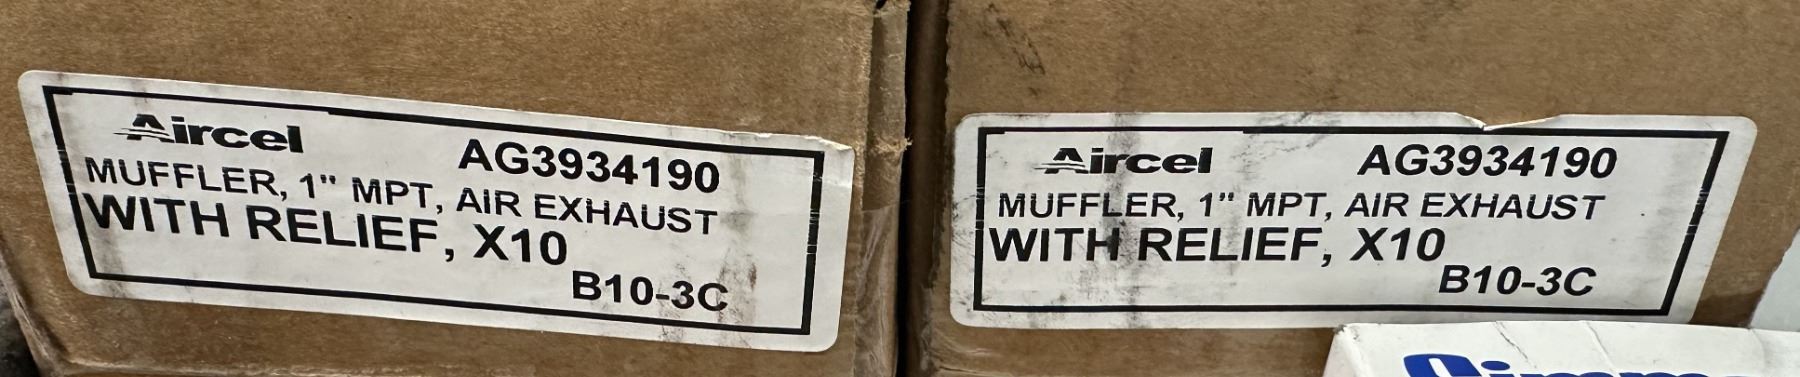 Aircel AG3934190
MUFFLER, 1" MPT, AIR EXHAUST
WITH RELIEF, X10
B10-3C
Aircel AG3934190
MUFFLER, 1" MPT, AIR EXHAUST
WITH RELIEF, X10
B10-3C